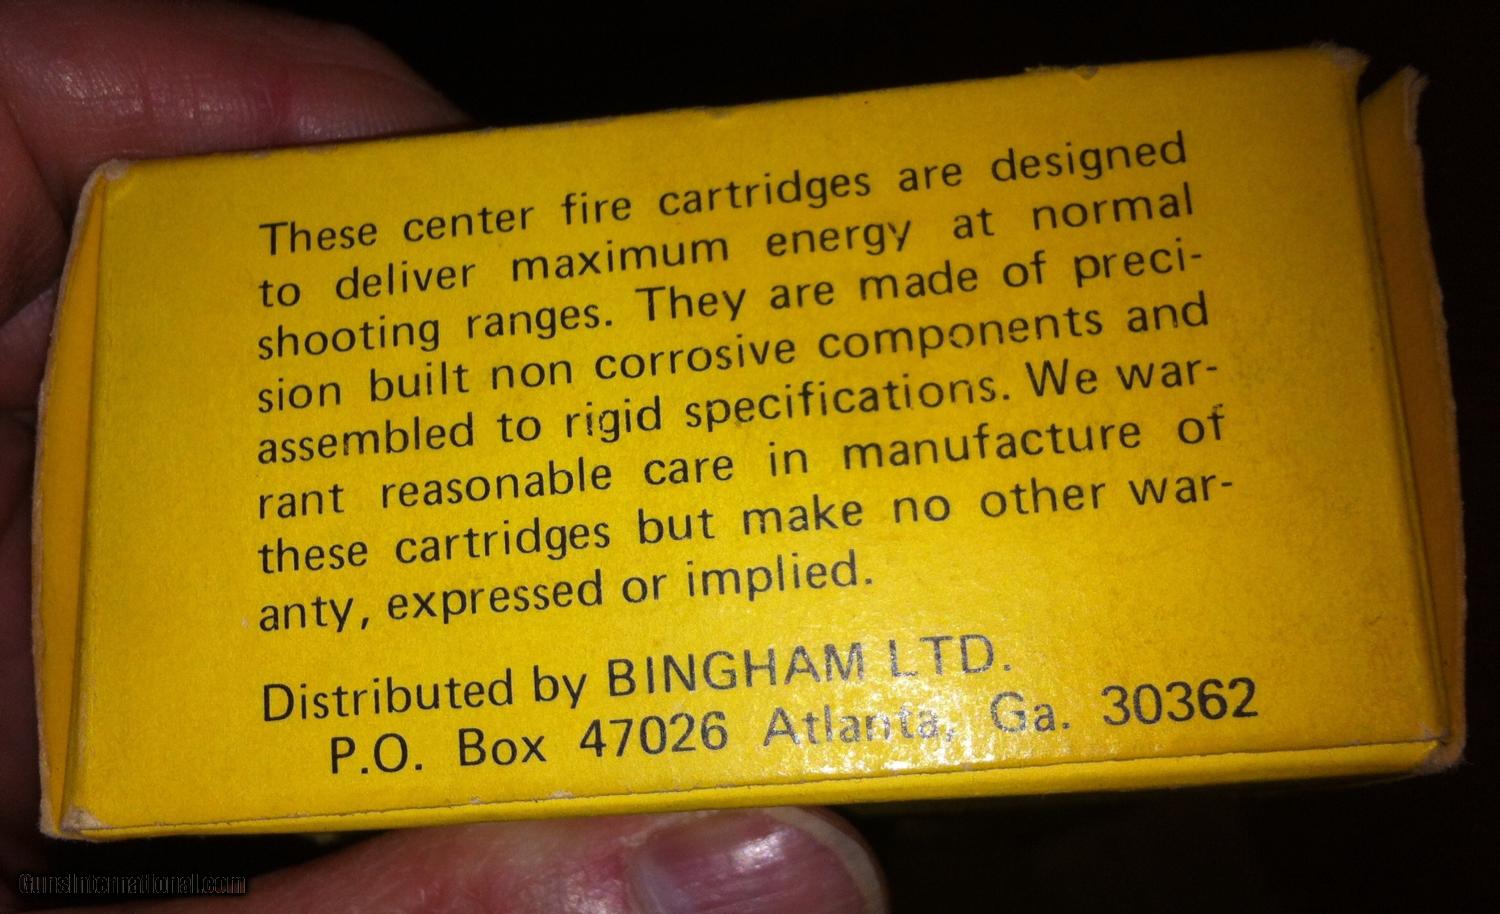 These center fire cartridges are designed
to deliver maximum energy at normal
shooting ranges. They are made of preci-
sion built non corrosive components and
assembled to rigid specifications. We war-
rant reasonable care in manufacture of
these cartridges but make no other war-
anty, expressed or implied.
Distributed by BINGHAM LTD.
P.O. Box 47026 Atlanta, Ga. 30362
GunsInternational.com